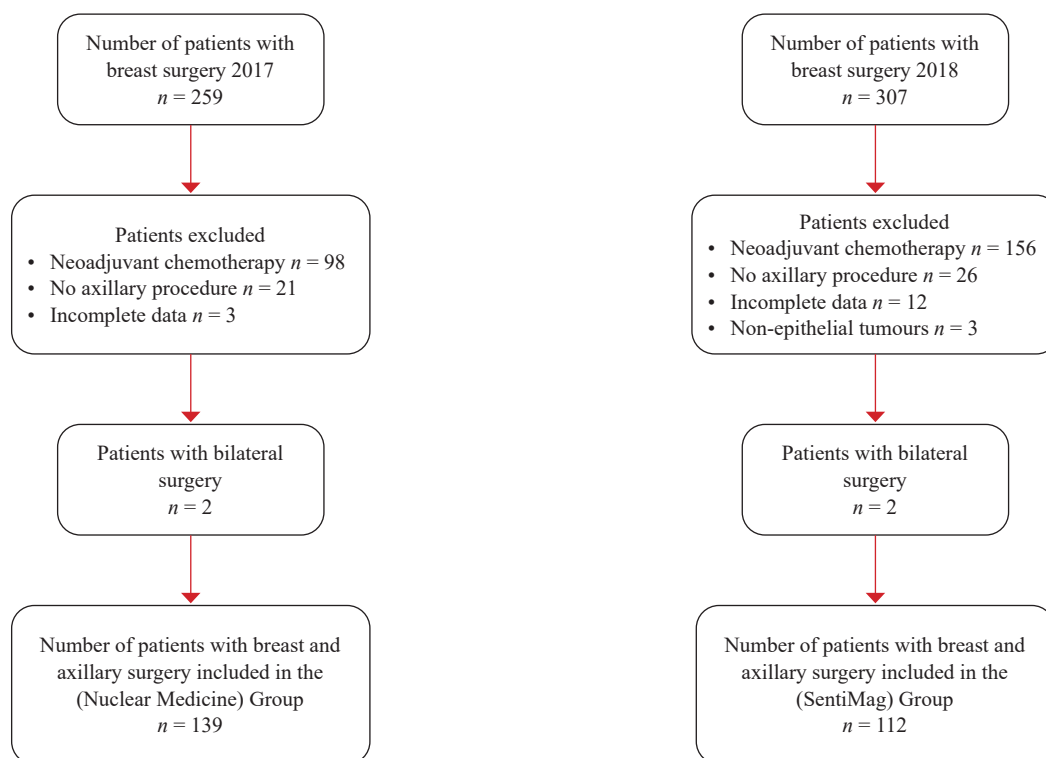 Number of patients with
breast surgery 2017
n = 259
Patients excluded
• Neoadjuvant chemotherapy n = 98
• No axillary procedure n = 21
• Incomplete data n = 3
Patients with bilateral
surgery
n = 2
Number of patients with breast and
axillary surgery included in the
(Nuclear Medicine) Group
n = 139
Number of patients with
breast surgery 2018
n = 307
Patients excluded
• Neoadjuvant chemotherapy n = 156
• No axillary procedure n = 26
• Incomplete data n = 12
• Non-epithelial tumours n = 3
Patients with bilateral
surgery
n = 2
Number of patients with breast and
axillary surgery included in the
(SentiMag) Group
n = 112